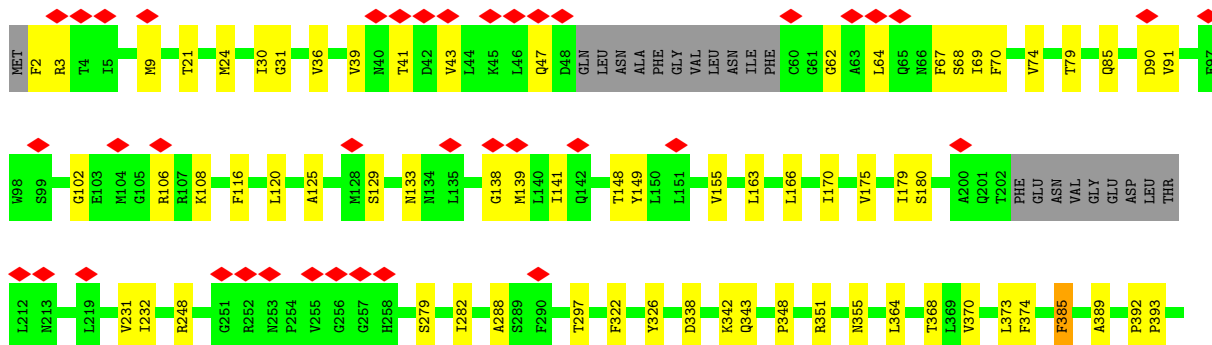 MET F2 R3 T4 I5 M9 T21 M24 I30 G31 V36 V39 N40 T41 D42 V43 L44 K45 L46 Q47 D48 GLN LEU ASN ALA PHE GLY VAL LEU ASN ILE PHE C60 G61 G62 A63 L64 Q65 N66 F67 S68 I69 F70 V74 T79 Q85 D90 V91 F97
W98 S99 G102 E103 M104 G105 R106 R107 K108 F116 L120 A125 M128 S129 N133 N134 L135 G138 M139 L140 I141 Q142 T148 Y149 L150 L151 V155 L163 L166 I170 V175 I179 S180 A200 Q201 T202 PHE GLU ASN VAL GLY GLU ASP LEU THR
L212 N213 L219 V231 I232 R248 G251 R252 N253 P254 V255 G256 G257 H258 S279 I282 A288 S289 F290 T297 F322 Y326 D338 K342 Q343 P348 R351 N355 L364 T368 L369 V370 L373 F374 F385 A389 P392 P393